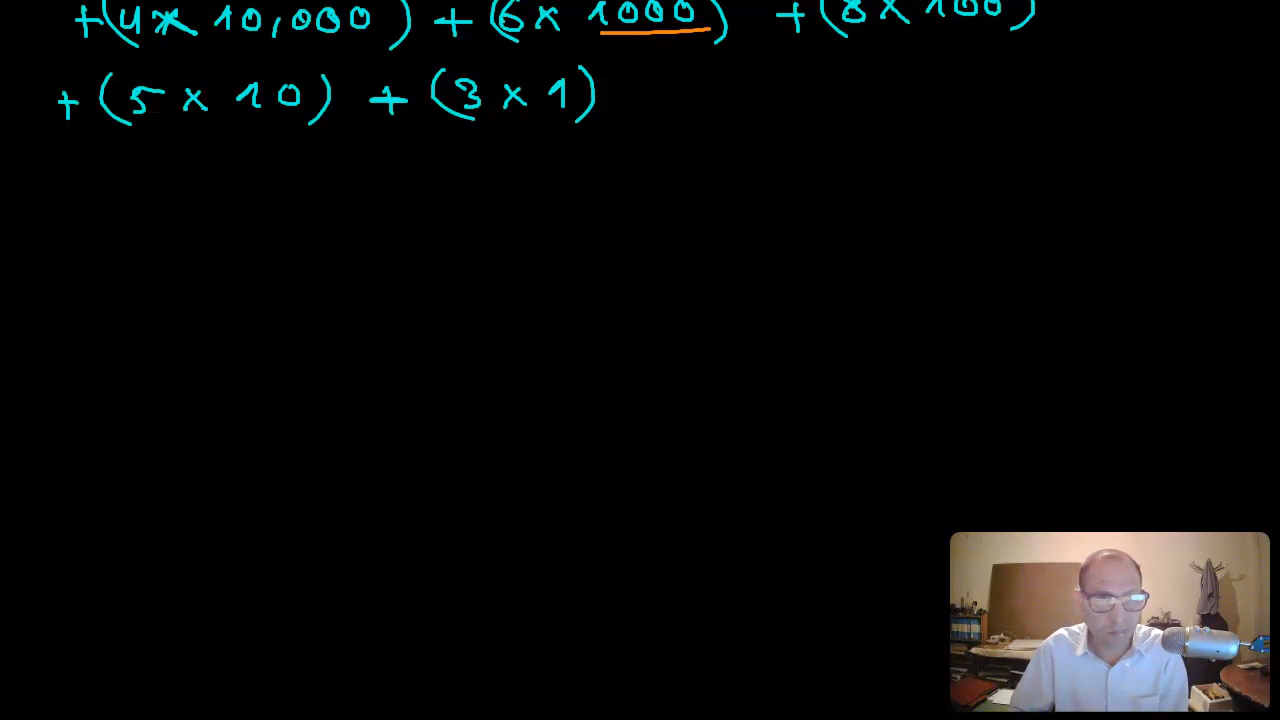 +(4 × 10,000) + (6 × 1000) + (8 × 100)
+ (5 × 10) + (3 × 1)